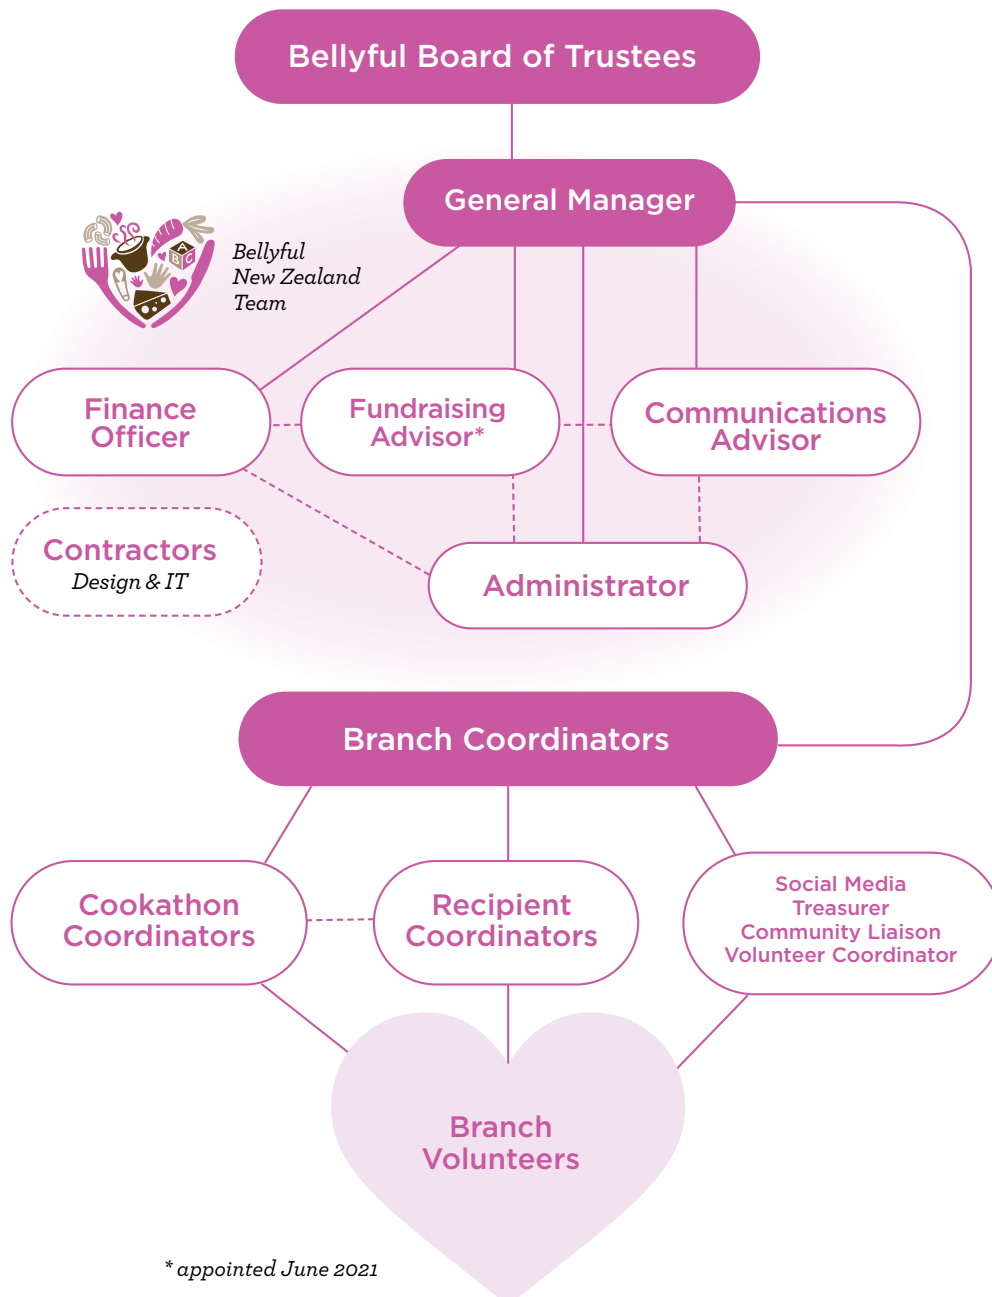 Bellyful Board of Trustees
General Manager
Bellyful
New Zealand
Team
A
B C
Finance
Officer
Fundraising
Advisor*
Communications
Advisor
Contractors
Design & IT
Administrator
Branch Coordinators
Cookathon
Coordinators
Recipient
Coordinators
Social Media
Treasurer
Community Liaison
Volunteer Coordinator
Branch
Volunteers
* appointed June 2021